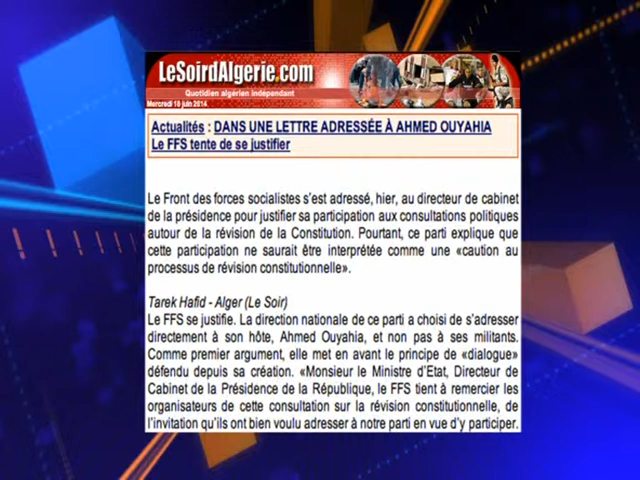 LeSoirdAlgerie.com
Quotidien algérien indépendant
Mercredi 18 juin 2014
Actualités : DANS UNE LETTRE ADRESSÉE À AHMED OUYAHIA
Le FFS tente de se justifier
Le Front des forces socialistes s’est adressé, hier, au directeur de cabinet
de la présidence pour justifier sa participation aux consultations politiques
autour de la révision de la Constitution. Pourtant, ce parti explique que
cette participation ne saurait être interprétée comme une «caution au
processus de révision constitutionnelle».
Tarek Hafid - Alger (Le Soir)
Le FFS se justifie. La direction nationale de ce parti a choisi de s’adresser
directement à son hôte, Ahmed Ouyahia, et non pas à ses militants.
Comme premier argument, elle met en avant le principe de «dialogue»
défendu depuis sa création. «Monsieur le Ministre d’Etat, Directeur de
Cabinet de la Présidence de la République, le FFS tient à remercier les
organisateurs de cette consultation sur la révision constitutionnelle, de
l’invitation qu’ils ont bien voulu adresser à notre parti en vue d’y participer.